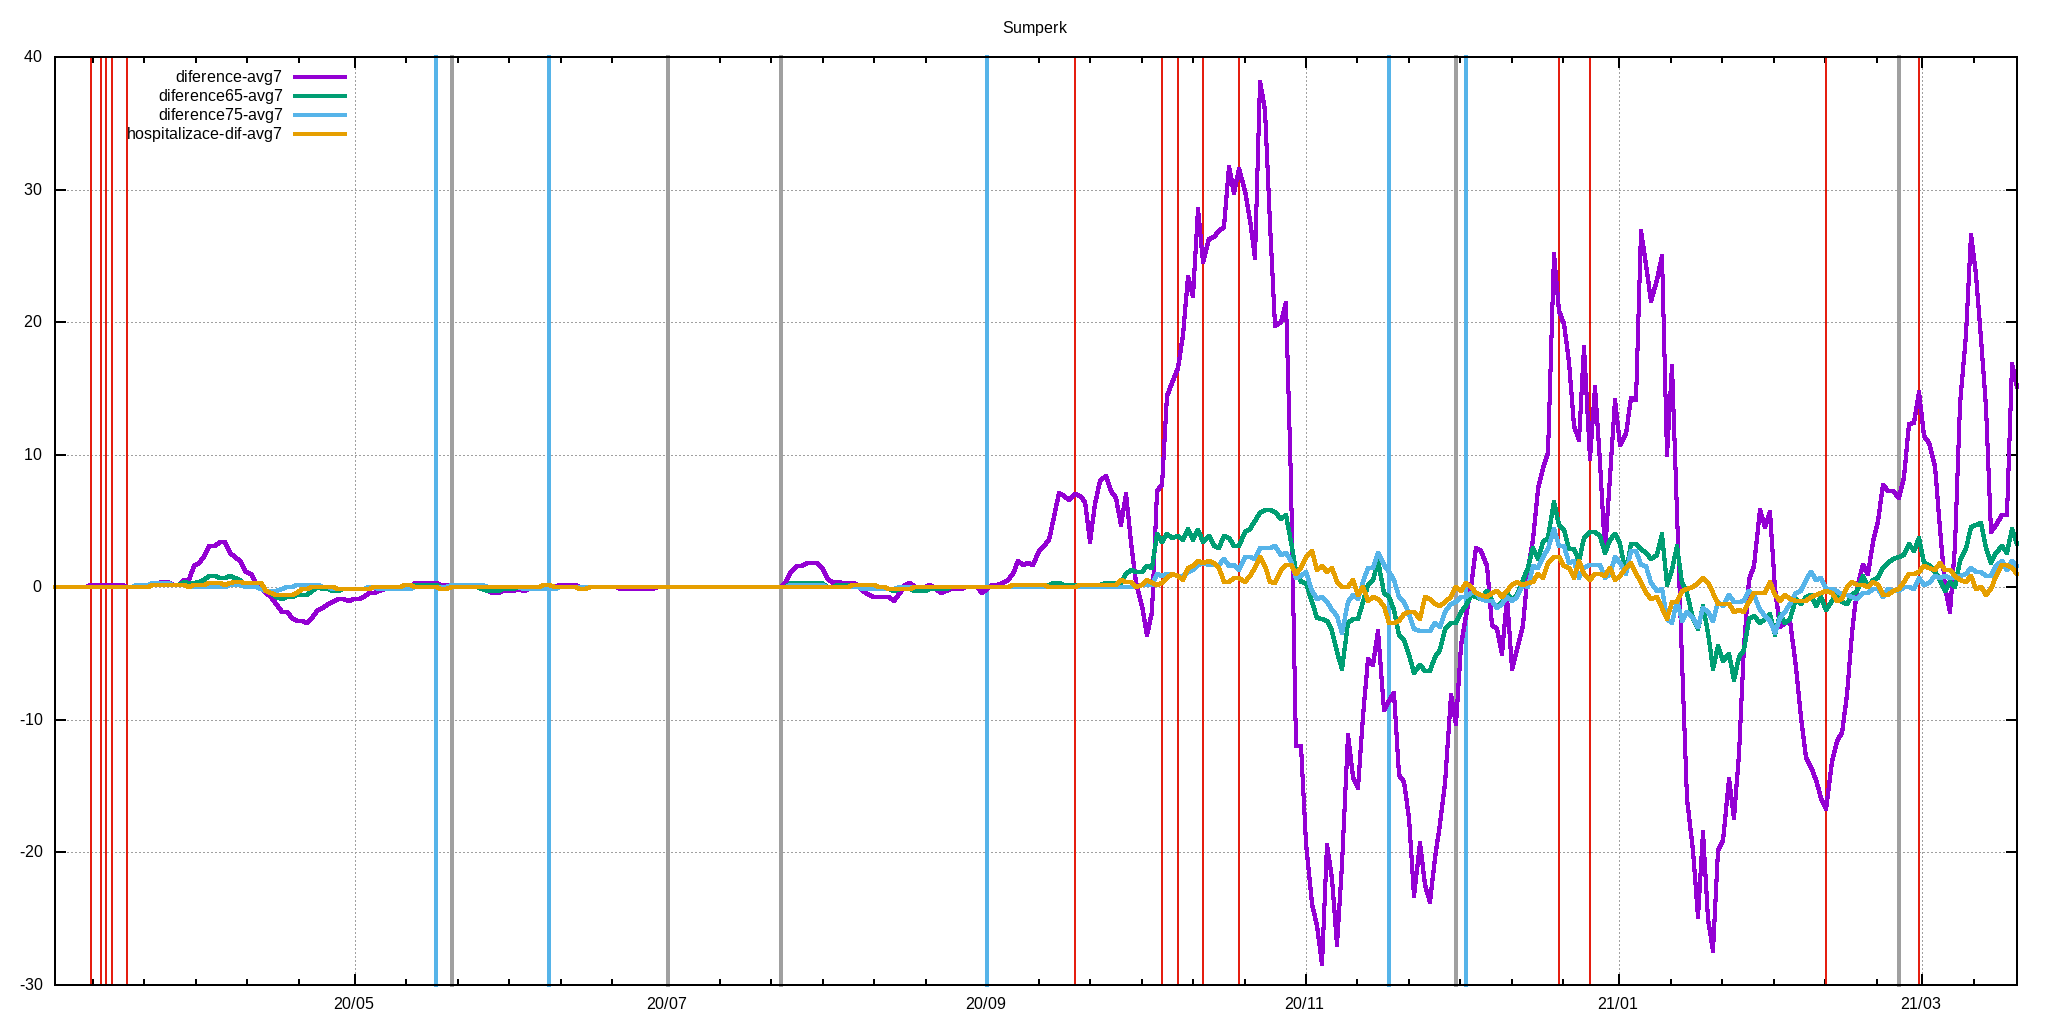 Sumperk
40
30
20
10
0
-10
-20
-30
diference-avg7
diference65-avg7
diference75-avg7
hospitalizace-dif-avg7
20/05
20/07
20/09
20/11
21/01
21/03